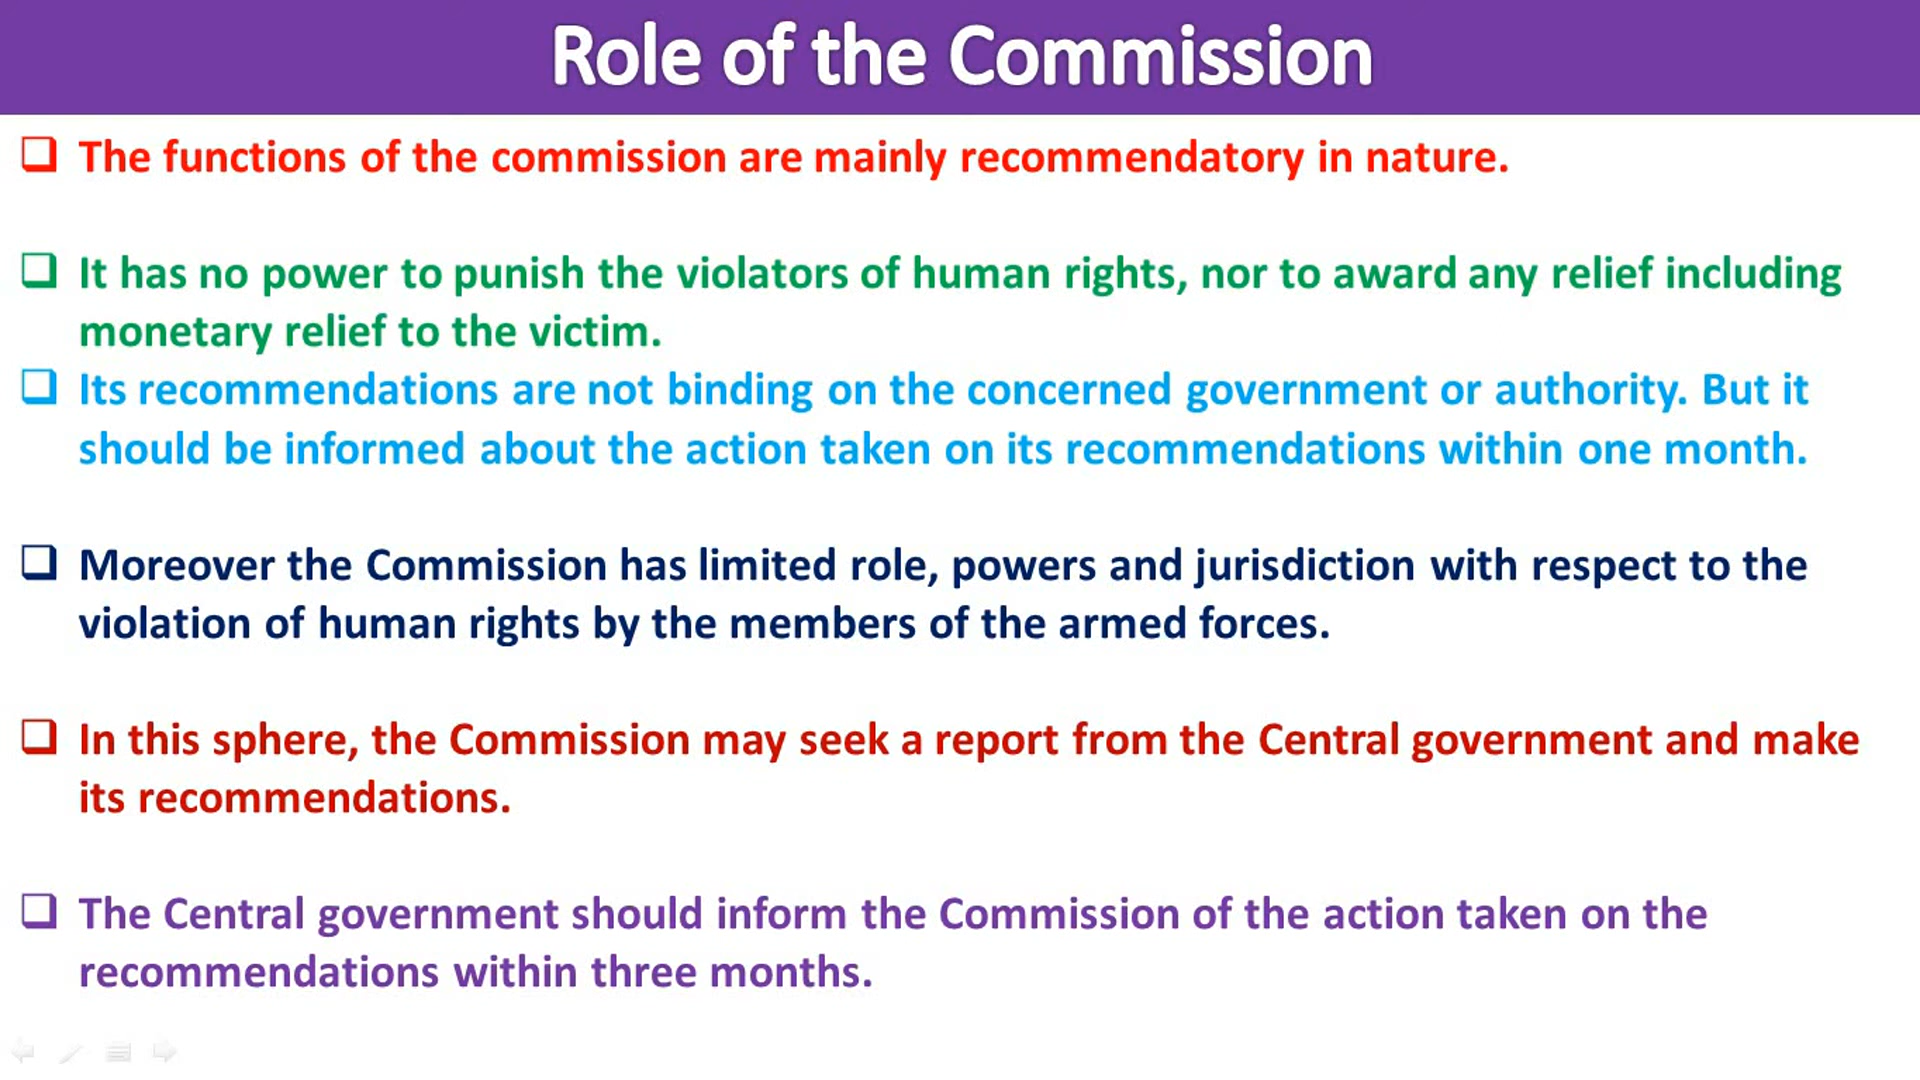 Role of the Commission
The functions of the commission are mainly recommendatory in nature.
It has no power to punish the violators of human rights, nor to award any relief including
monetary relief to the victim.
Its recommendations are not binding on the concerned government or authority. But it
should be informed about the action taken on its recommendations within one month.
Moreover the Commission has limited role, powers and jurisdiction with respect to the
violation of human rights by the members of the armed forces.
In this sphere, the Commission may seek a report from the Central government and make
its recommendations.
The Central government should inform the Commission of the action taken on the
recommendations within three months.